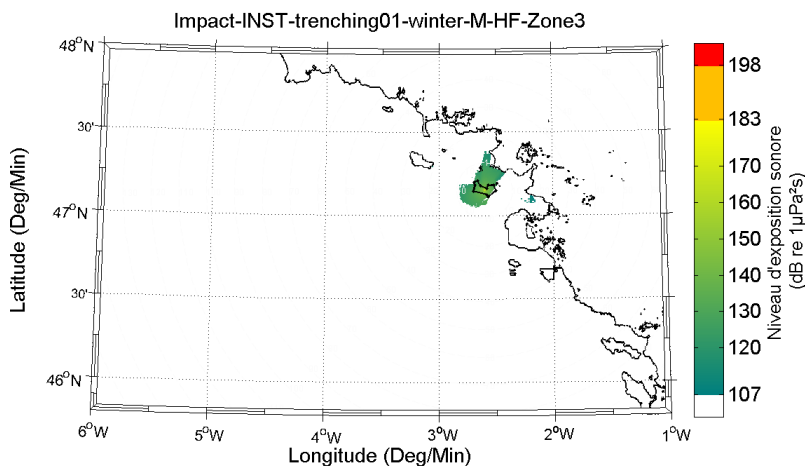 Impact-INST-trenching01-winter-M-HF-Zone3
48°N
30'
47°N
30'
46°N
6°W
5°W
4°W
3°W
2°W
1°W
Latitude (Deg/Min)
Longitude (Deg/Min)
198
183
170
160
150
140
130
120
107
Niveau d'exposition sonore
(dB re 1µPa²s)